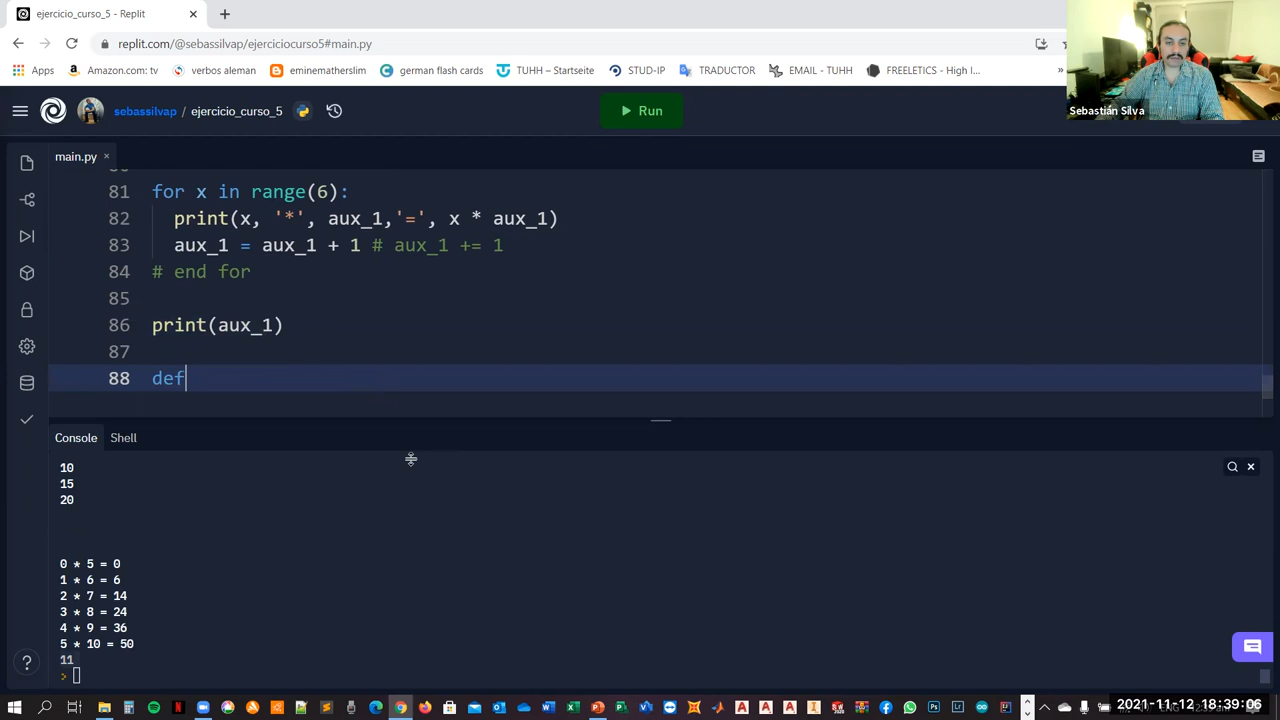 ejercicio_curso_5 - Replit
replit.com/@sebassilvap/ejerciciocurso5#main.py
Apps Amazon.com: tv verbos aleman eminematherslim german flash cards TUHH – Startseite STUD-IP TRADUCTOR EMAIL - TUHH FREELETICS - High... »
Sebastián Silva
sebassilvap / ejercicio_curso_5
Run
main.py
81 for x in range(6):
82 print(x, '*', aux_1,'=', x * aux_1)
83 aux_1 = aux_1 + 1 # aux_1 += 1
84 # end for
85
86 print(aux_1)
87
88 def
Console Shell
10
15
20
0 * 5 = 0
1 * 6 = 6
2 * 7 = 14
3 * 8 = 24
4 * 9 = 36
5 * 10 = 50
11
>
2021-11-12 18:39:06